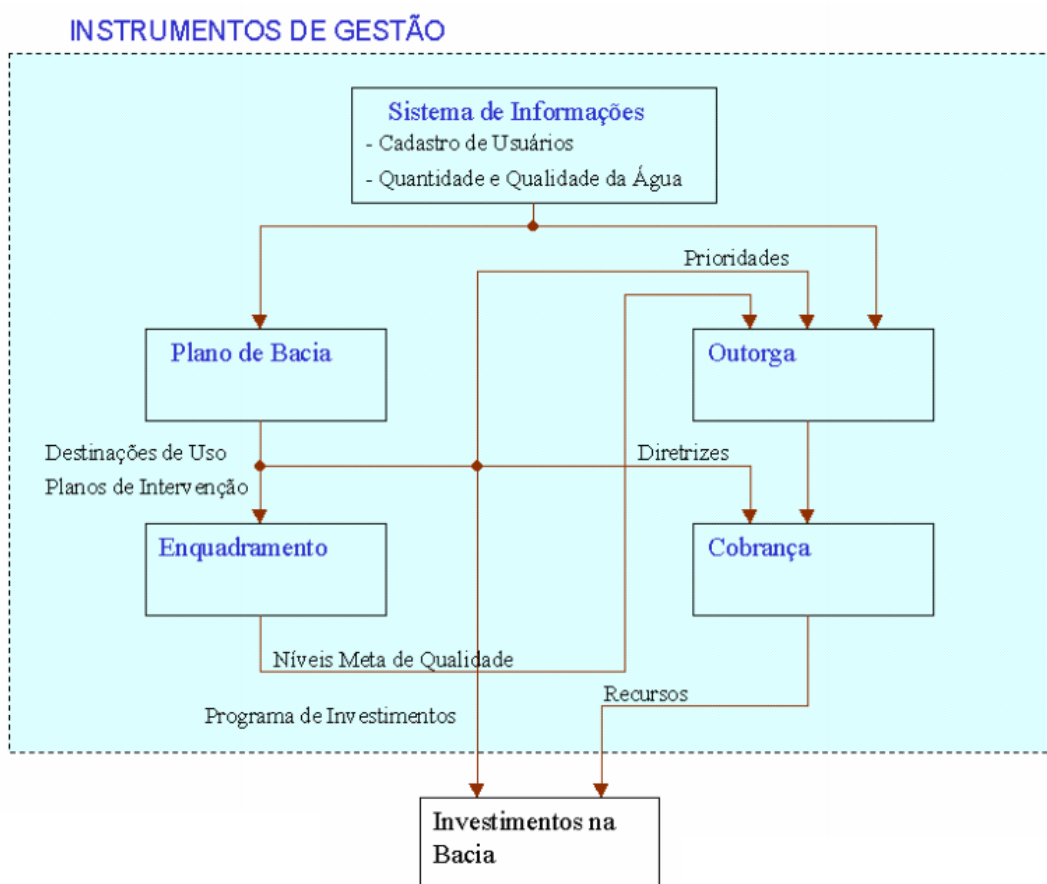 INSTRUMENTOS DE GESTÃO
Sistema de Informações
- Cadastro de Usuários
- Quantidade e Qualidade da Água
Prioridades
Plano de Bacia
Outorga
Destinações de Uso
Planos de Intervenção
Diretrizes
Enquadramento
Cobrança
Níveis Meta de Qualidade
Recursos
Programa de Investimentos
Investimentos na
Bacia